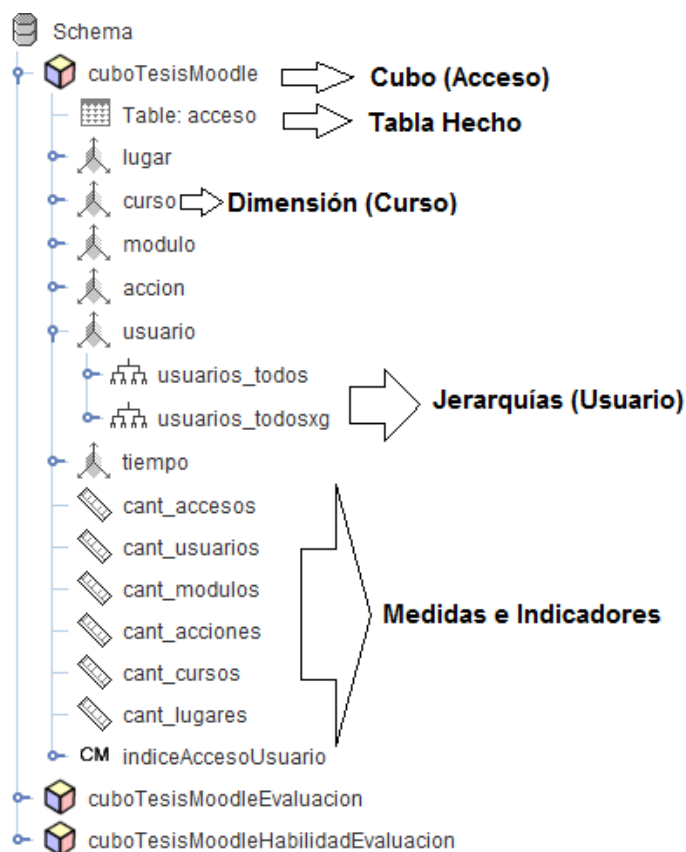 Schema
cuboTesisMoodle Cubo (Acceso)
Table: acceso Tabla Hecho
lugar
curso Dimensión (Curso)
modulo
accion
usuario
usuarios_todos
usuarios_todosxg
Jerarquías (Usuario)
tiempo
cant_accesos
cant_usuarios
cant_modulos
cant_acciones
cant_cursos
cant_lugares
Medidas e Indicadores
CM indiceAccesoUsuario
cuboTesisMoodleEvaluacion
cuboTesisMoodleHabilidadEvaluacion